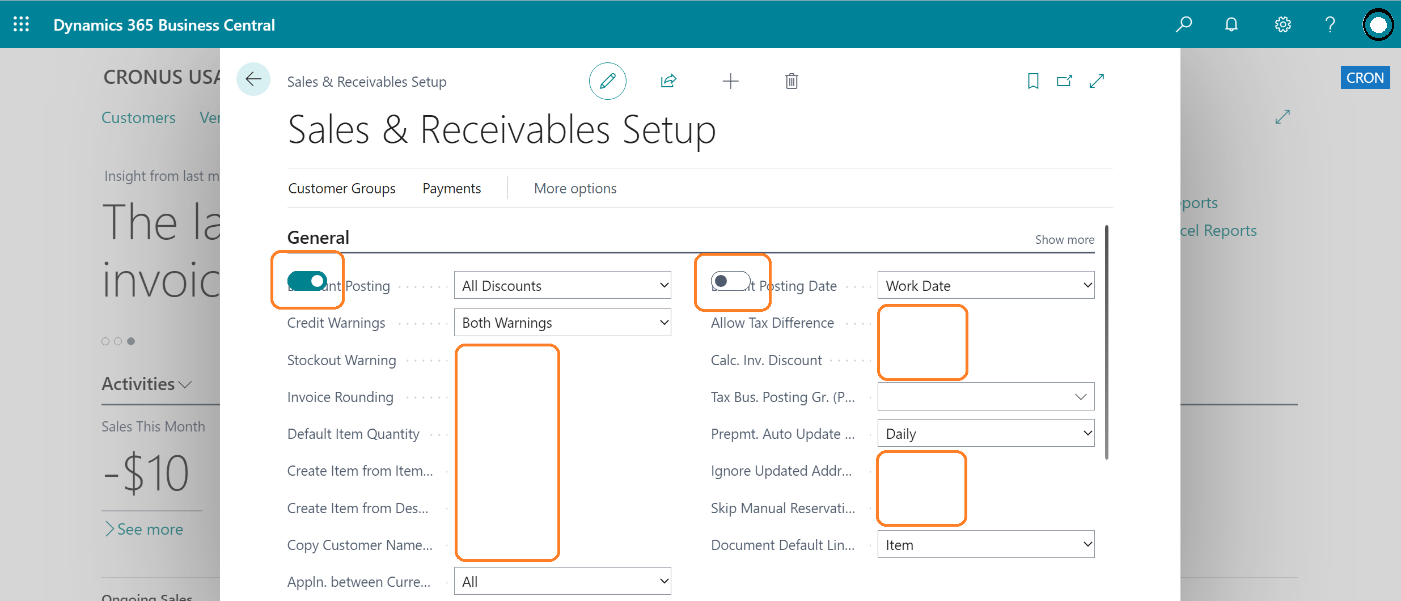 Dynamics 365 Business Central
CRONUS USA
CRON
Customers
Insight from last m
The la
invoic
Activities
Sales This Month
-$10
See more
Ongoing Sales
ports
cel Reports
Sales & Receivables Setup
Sales & Receivables Setup
Customer Groups Payments More options
General
Show more
Posting All Discounts
Credit Warnings Both Warnings
Stockout Warning
Invoice Rounding
Default Item Quantity
Create Item from Item...
Create Item from Des...
Copy Customer Name...
Appln. between Curre... All
Posting Date Work Date
Allow Tax Difference
Calc. Inv. Discount
Tax Bus. Posting Gr. (P...
Prepmt. Auto Update ... Daily
Ignore Updated Addr...
Skip Manual Reservati...
Document Default Lin... Item